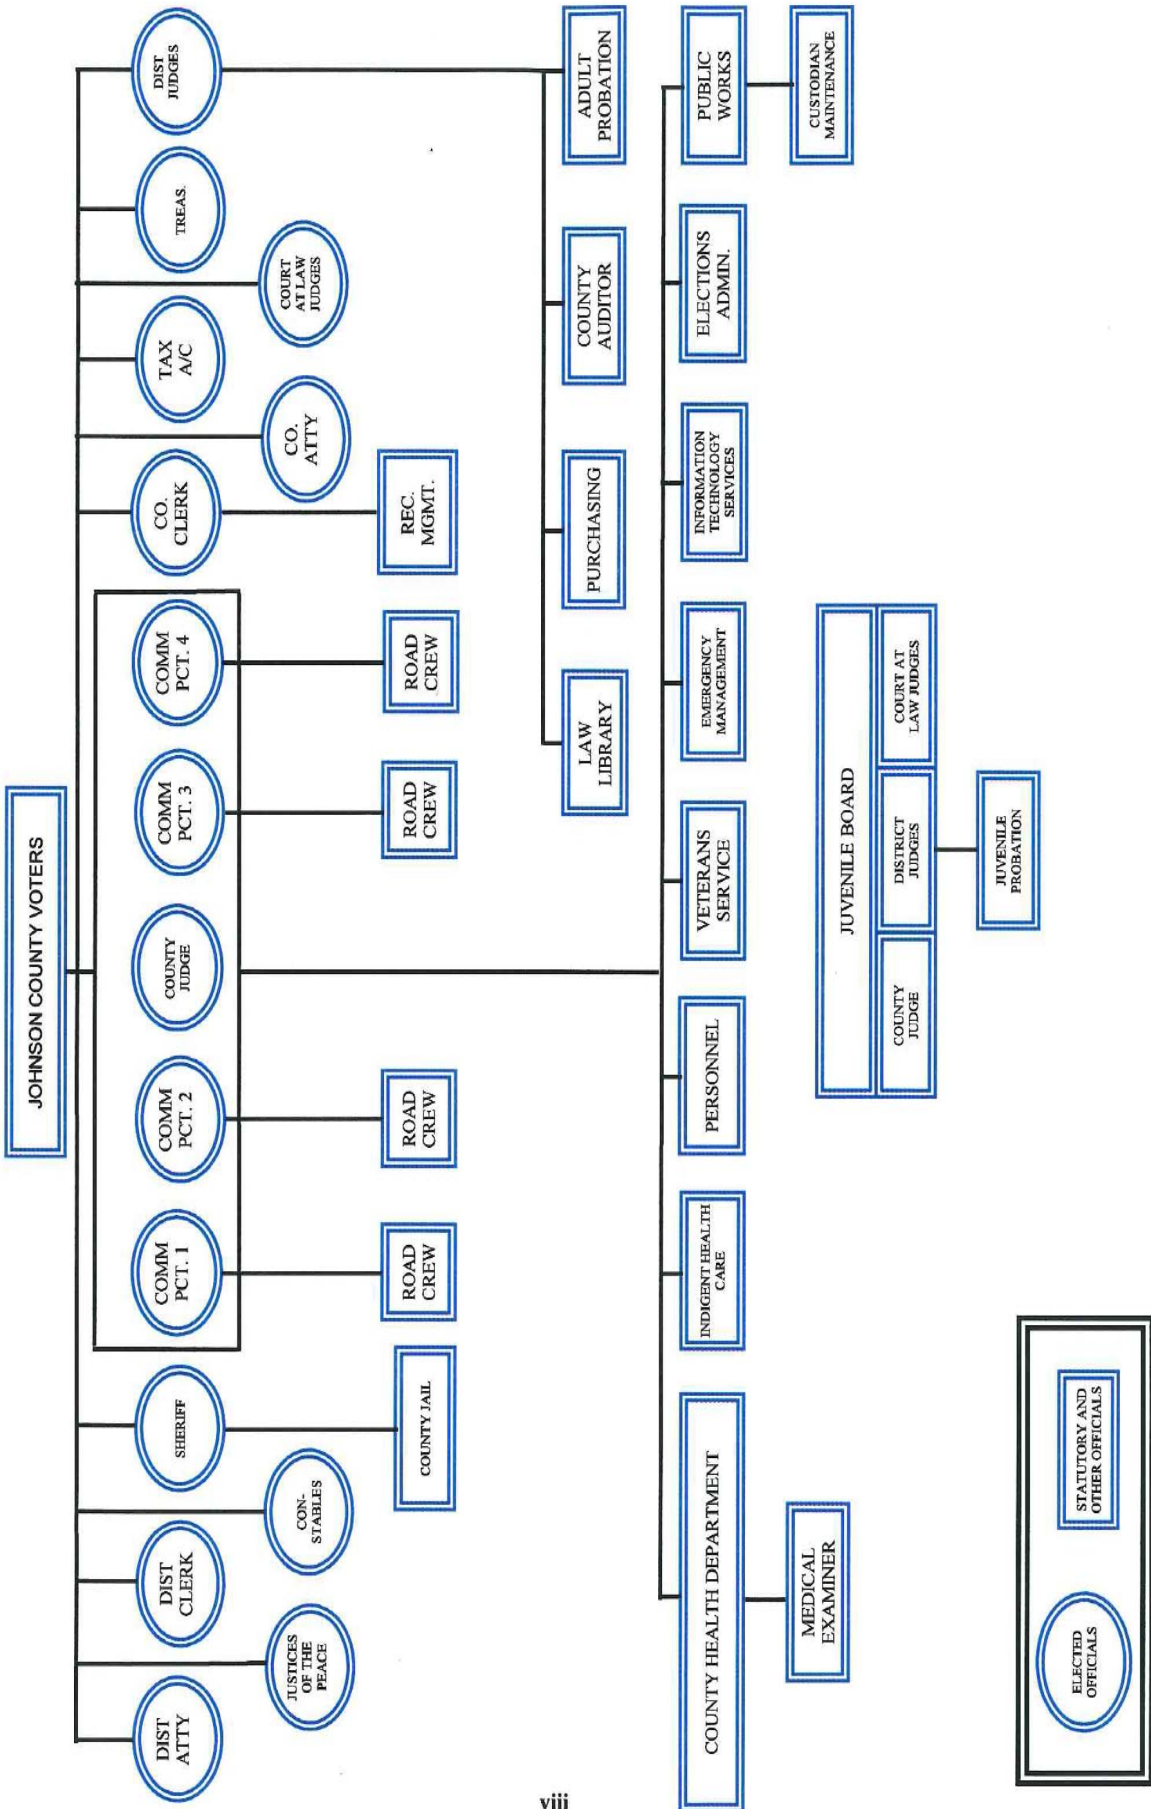 JOHNSON COUNTY VOTERS
DIST
ATTY
JUSTICES
OF THE
PEACE
DIST
CLERK
CON-
STABLES
SHERIFF
COMM
PCT. 1
COMM
PCT. 2
COUNTY
JUDGE
COMM
PCT. 3
COMM
PCT. 4
CO.
CLERK
CO.
ATTY
TAX
A/C
COURT
AT LAW
JUDGES
TREAS.
DIST
JUDGES
COUNTY JAIL
ROAD
CREW
ROAD
CREW
ROAD
CREW
ROAD
CREW
REC.
MGMT.
LAW
LIBRARY
PURCHASING
COUNTY
AUDITOR
ADULT
PROBATION
COUNTY HEALTH DEPARTMENT
INDIGENT HEALTH
CARE
PERSONNEL
VETERANS
SERVICE
EMERGENCY
MANAGEMENT
INFORMATION
TECHNOLOGY
SERVICES
ELECTIONS
ADMIN.
PUBLIC
WORKS
MEDICAL
EXAMINER
CUSTODIAN
MAINTENANCE
JUVENILE BOARD
COUNTY
JUDGE
DISTRICT
JUDGES
COURT AT
LAW JUDGES
JUVENILE
PROBATION
ELECTED
OFFICIALS
STATUTORY AND
OTHER OFFICIALS
viii